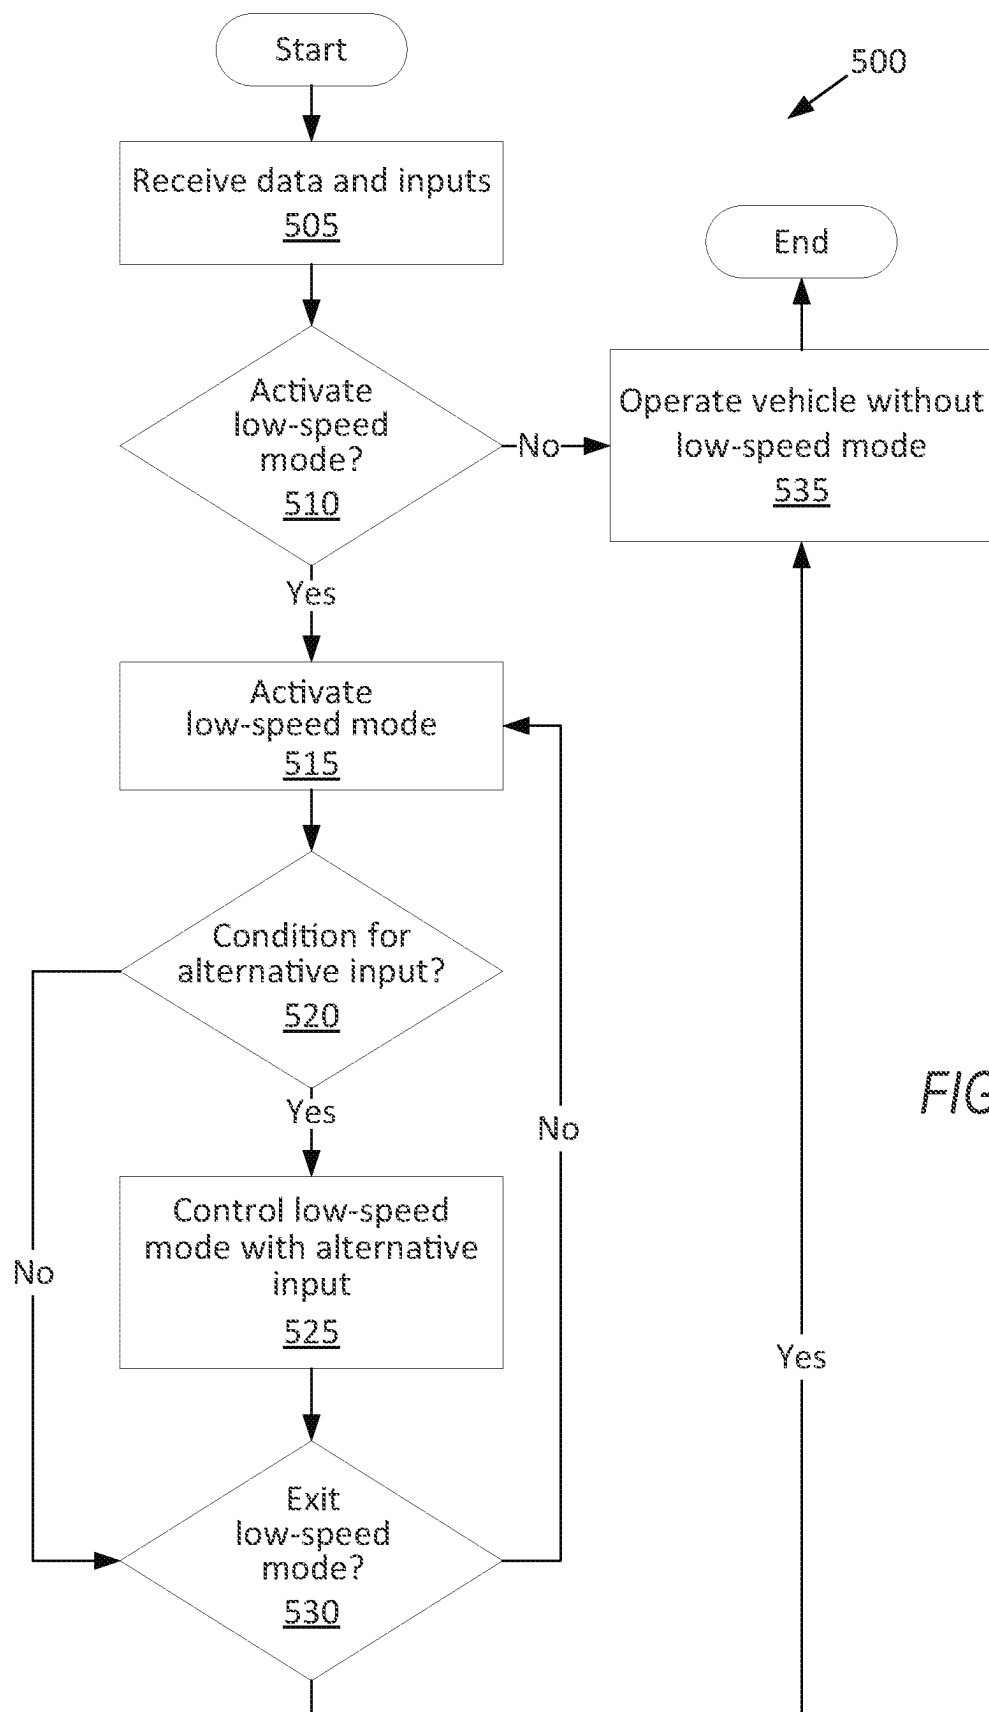 Start
500
Receive data and inputs
505
End
Activate
low-speed
mode?
510
No
Operate vehicle without
low-speed mode
535
Yes
Activate
low-speed mode
515
Condition for
alternative input?
520
Yes
No
FIG
Control low-speed
mode with alternative
input
525
No
Yes
Exit
low-speed
mode?
530